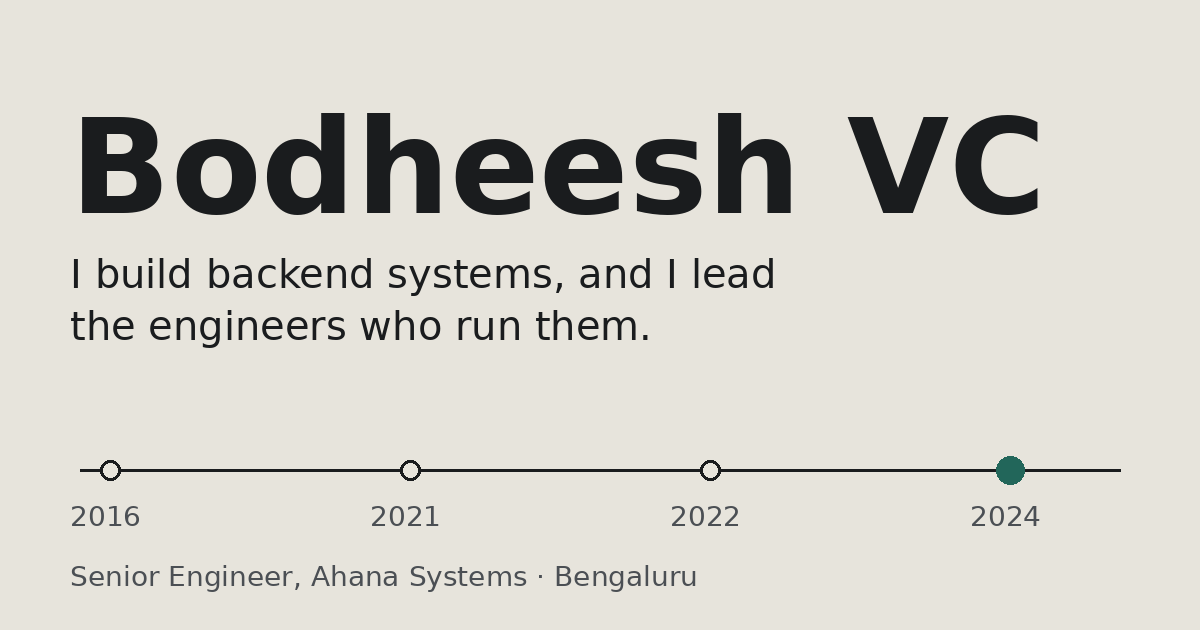 Bodheesh VC
I build backend systems, and I lead
the engineers who run them.
2016 2021 2022 2024
Senior Engineer, Ahana Systems · Bengaluru